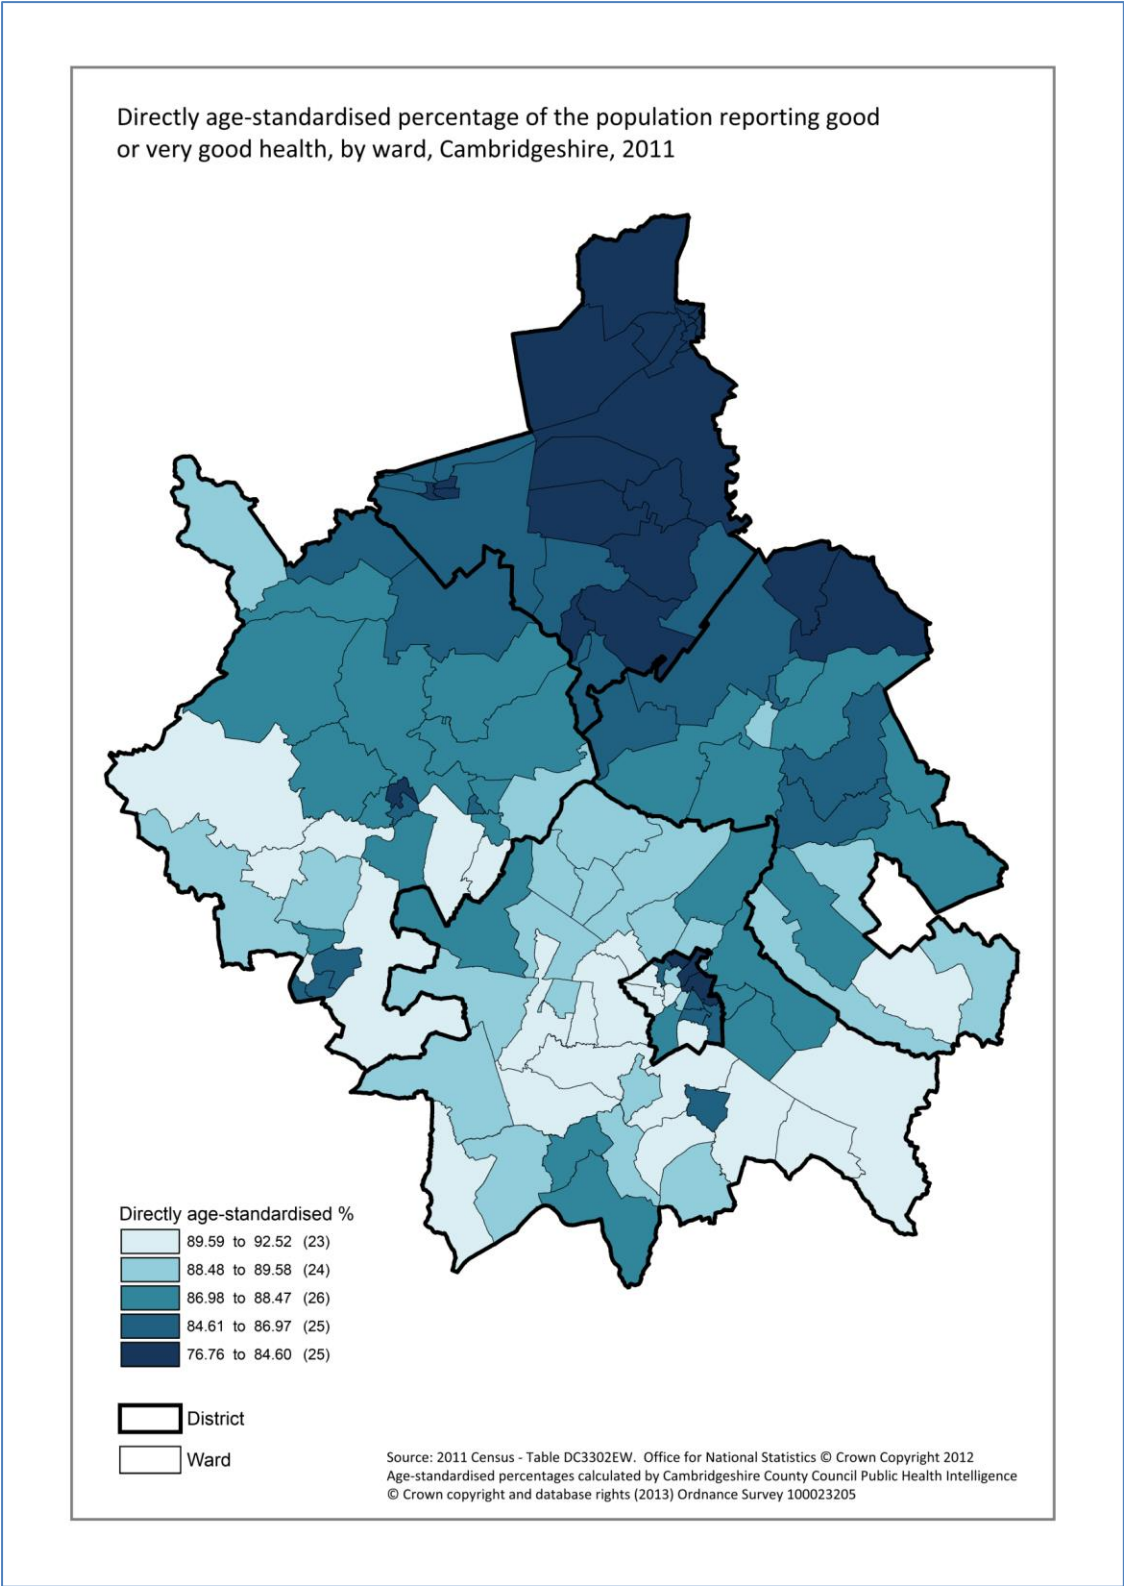 Directly age-standardised percentage of the population reporting good
or very good health, by ward, Cambridgeshire, 2011
Directly age-standardised %
89.59 to 92.52 (23)
88.48 to 89.58 (24)
86.98 to 88.47 (26)
84.61 to 86.97 (25)
76.76 to 84.60 (25)
District
Ward
Source: 2011 Census - Table DC3302EW. Office for National Statistics © Crown Copyright 2012
Age-standardised percentages calculated by Cambridgeshire County Council Public Health Intelligence
© Crown copyright and database rights (2013) Ordnance Survey 100023205